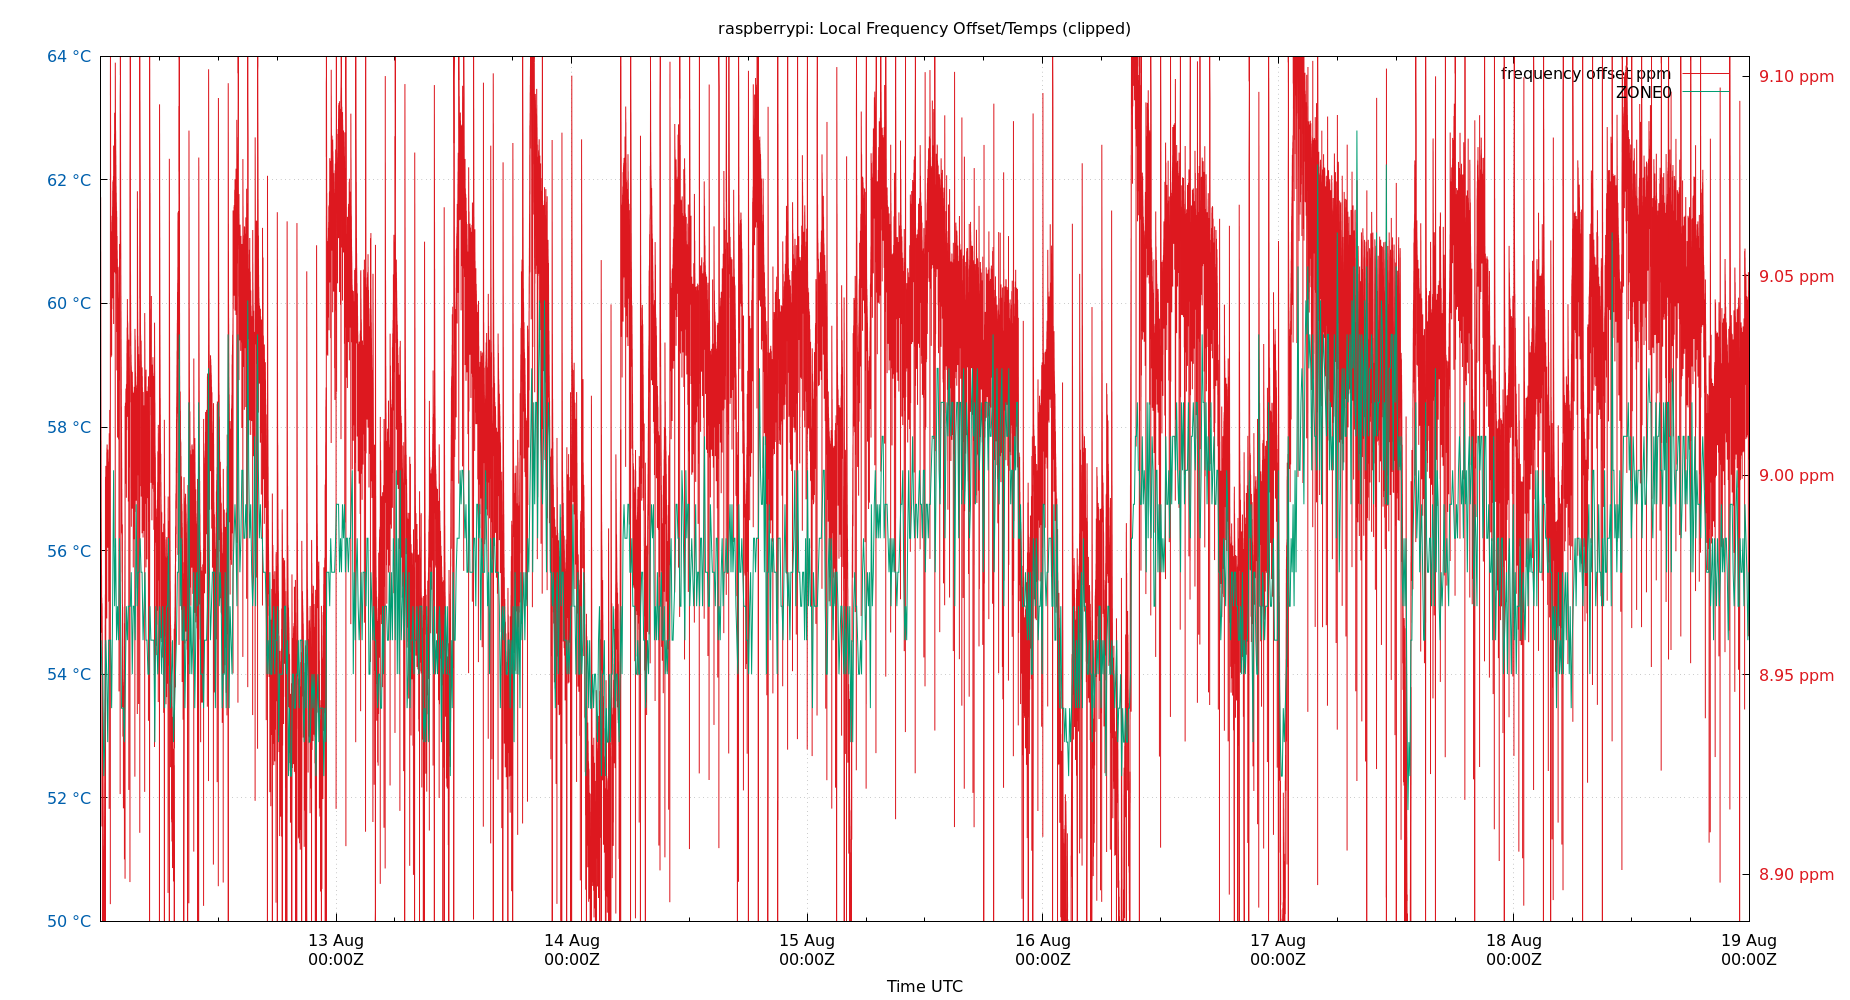 raspberrypi: Local Frequency Offset/Temps (clipped)
64 °C
62 °C
60 °C
58 °C
56 °C
54 °C
52 °C
50 °C
frequency offset ppm
ZONE0
9.10 ppm
9.05 ppm
9.00 ppm
8.95 ppm
8.90 ppm
13 Aug
00:00Z
14 Aug
00:00Z
15 Aug
00:00Z
16 Aug
00:00Z
17 Aug
00:00Z
18 Aug
00:00Z
19 Aug
00:00Z
Time UTC